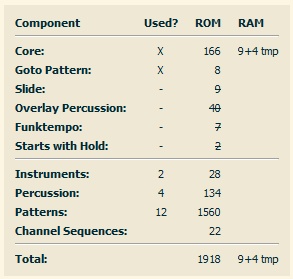 Component Used? ROM RAM
Core: X 166 9+4 tmp
Goto Pattern: X 8
Slide: - 9
Overlay Percussion: - 40
Funktempo: - 7
Starts with Hold: - 2
Instruments: 2 28
Percussion: 4 134
Patterns: 12 1560
Channel Sequences: 22
Total: 1918 9+4 tmp